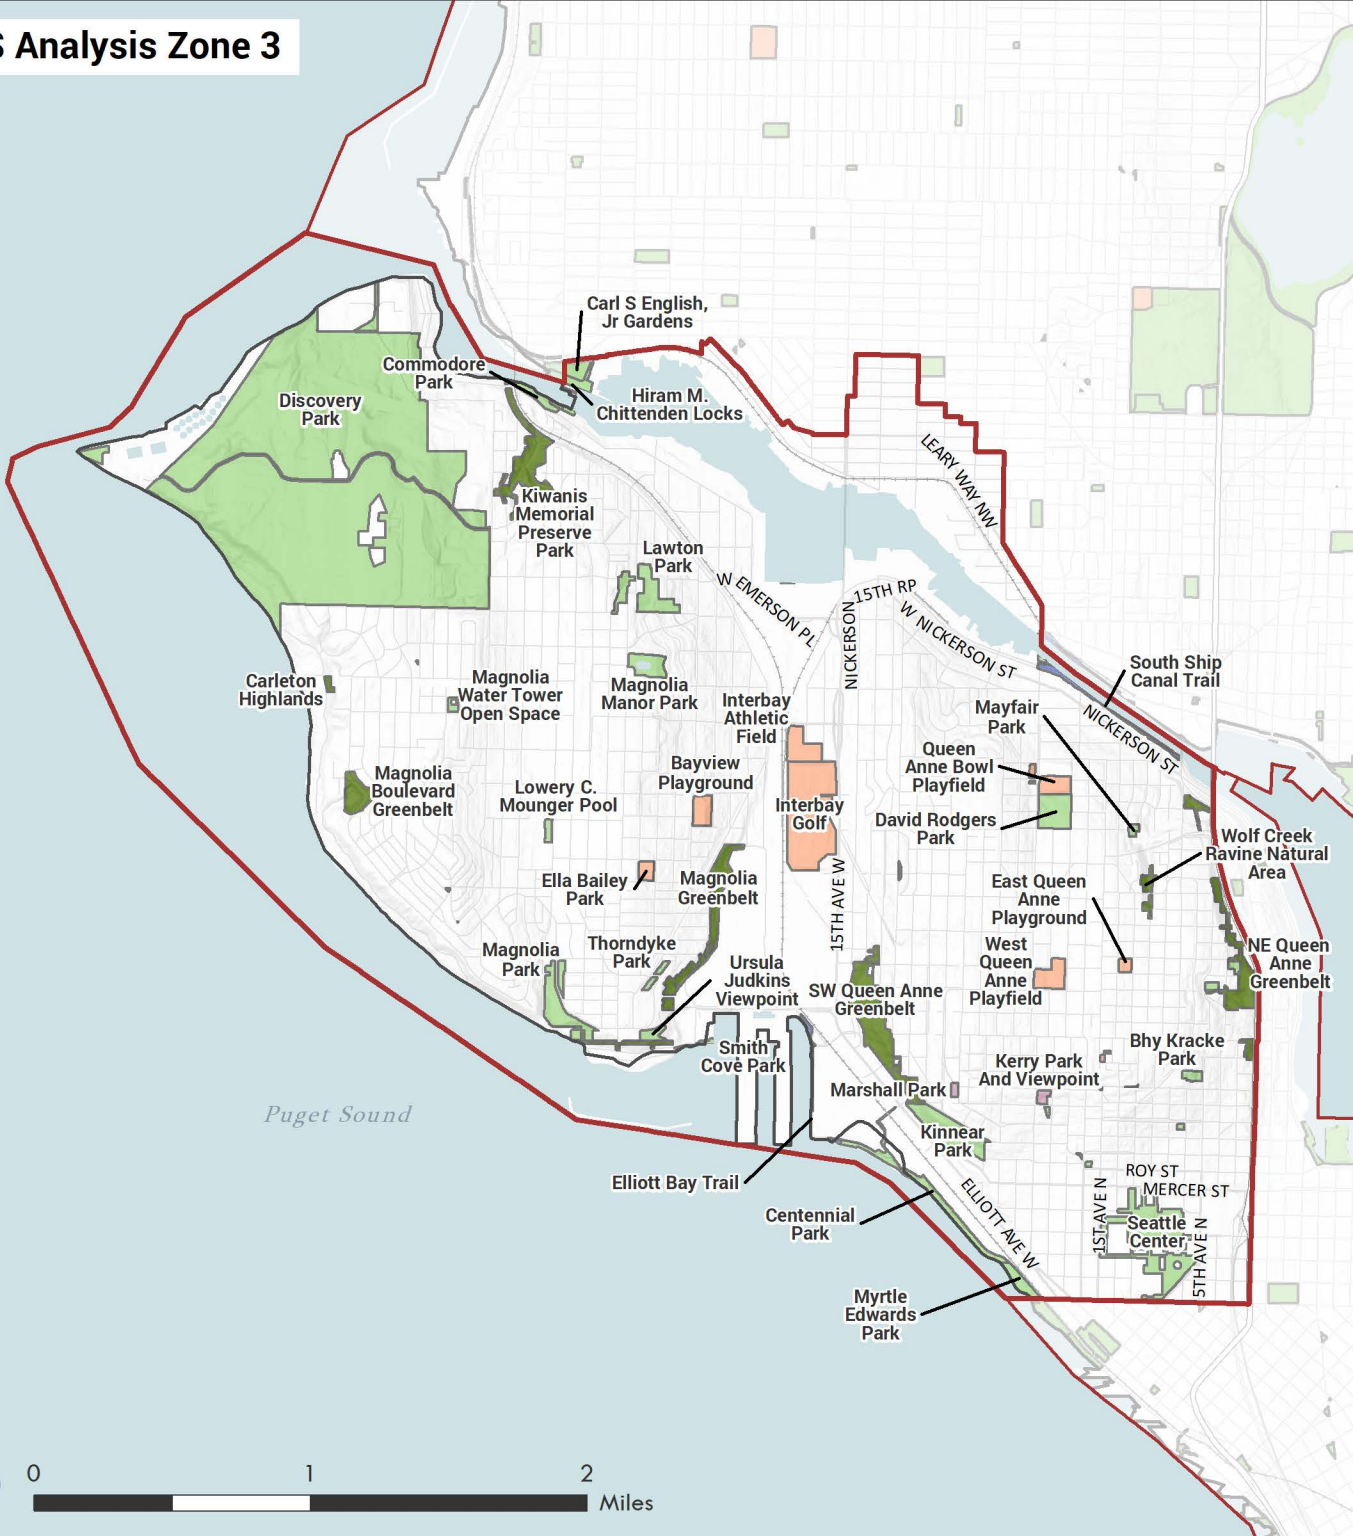 Analysis Zone 3
Carl S English,
Jr Gardens
Commodore
Park
Hiram M.
Chittenden Locks
Discovery
Park
LEARY WAY NW
Kiwanis
Memorial
Preserve
Park
Lawton
Park
W EMERSON PL
15TH RP
W NICKERSON ST
NICKERSON
South Ship
Canal Trail
Carleton
Highlands
Magnolia
Water Tower
Open Space
Magnolia
Manor Park
Interbay
Athletic
Field
Mayfair
Park
NICKERSON ST
Queen
Anne Bowl
Playfield
Magnolia
Boulevard
Greenbelt
Lowery C.
Mounger Pool
Bayview
Playground
Interbay
Golf
David Rodgers
Park
Wolf Creek
Ravine Natural
Area
Ella Bailey
Park
Magnolia
Greenbelt
15TH AVE W
East Queen
Anne
Playground
Magnolia
Park
Thorndyke
Park
Ursula
Judkins
Viewpoint
SW Queen Anne
Greenbelt
West
Queen
Anne
Playfield
NE Queen
Anne
Greenbelt
Smith
Cove Park
Marshall Park
Kerry Park
And Viewpoint
Bhy Kracke
Park
Puget Sound
Kinnear
Park
Elliott Bay Trail
Centennial
Park
ELLIOTT AVE W
ROY ST
MERCER ST
1ST AVE N
Seattle
Center
5TH AVE N
Myrtle
Edwards
Park
0 1 2
Miles